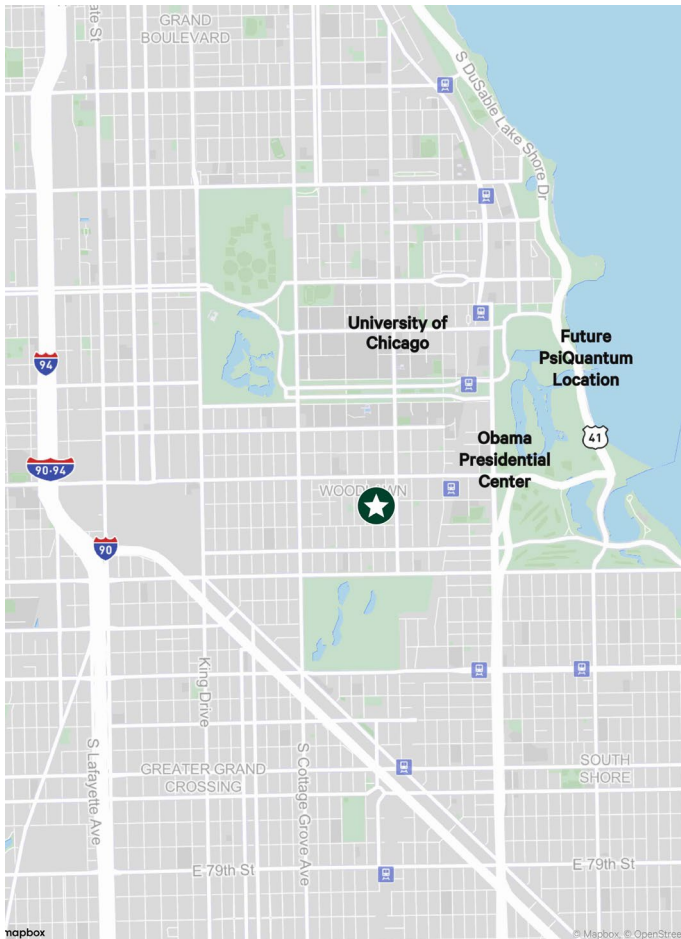 GRAND
BOULEVARD
ate St
S DuSable Lake Shore Dr
University of
Chicago
Future
PsiQuantum
Location
94
41
Obama
Presidential
Center
90-94
90
King Drive
S Lafayette Ave
S Cottage Grove Ave
GREATER GRAND
CROSSING
SOUTH
SHORE
E 79th St
E 79th St
mapbox
© Mapbox, © OpenStree